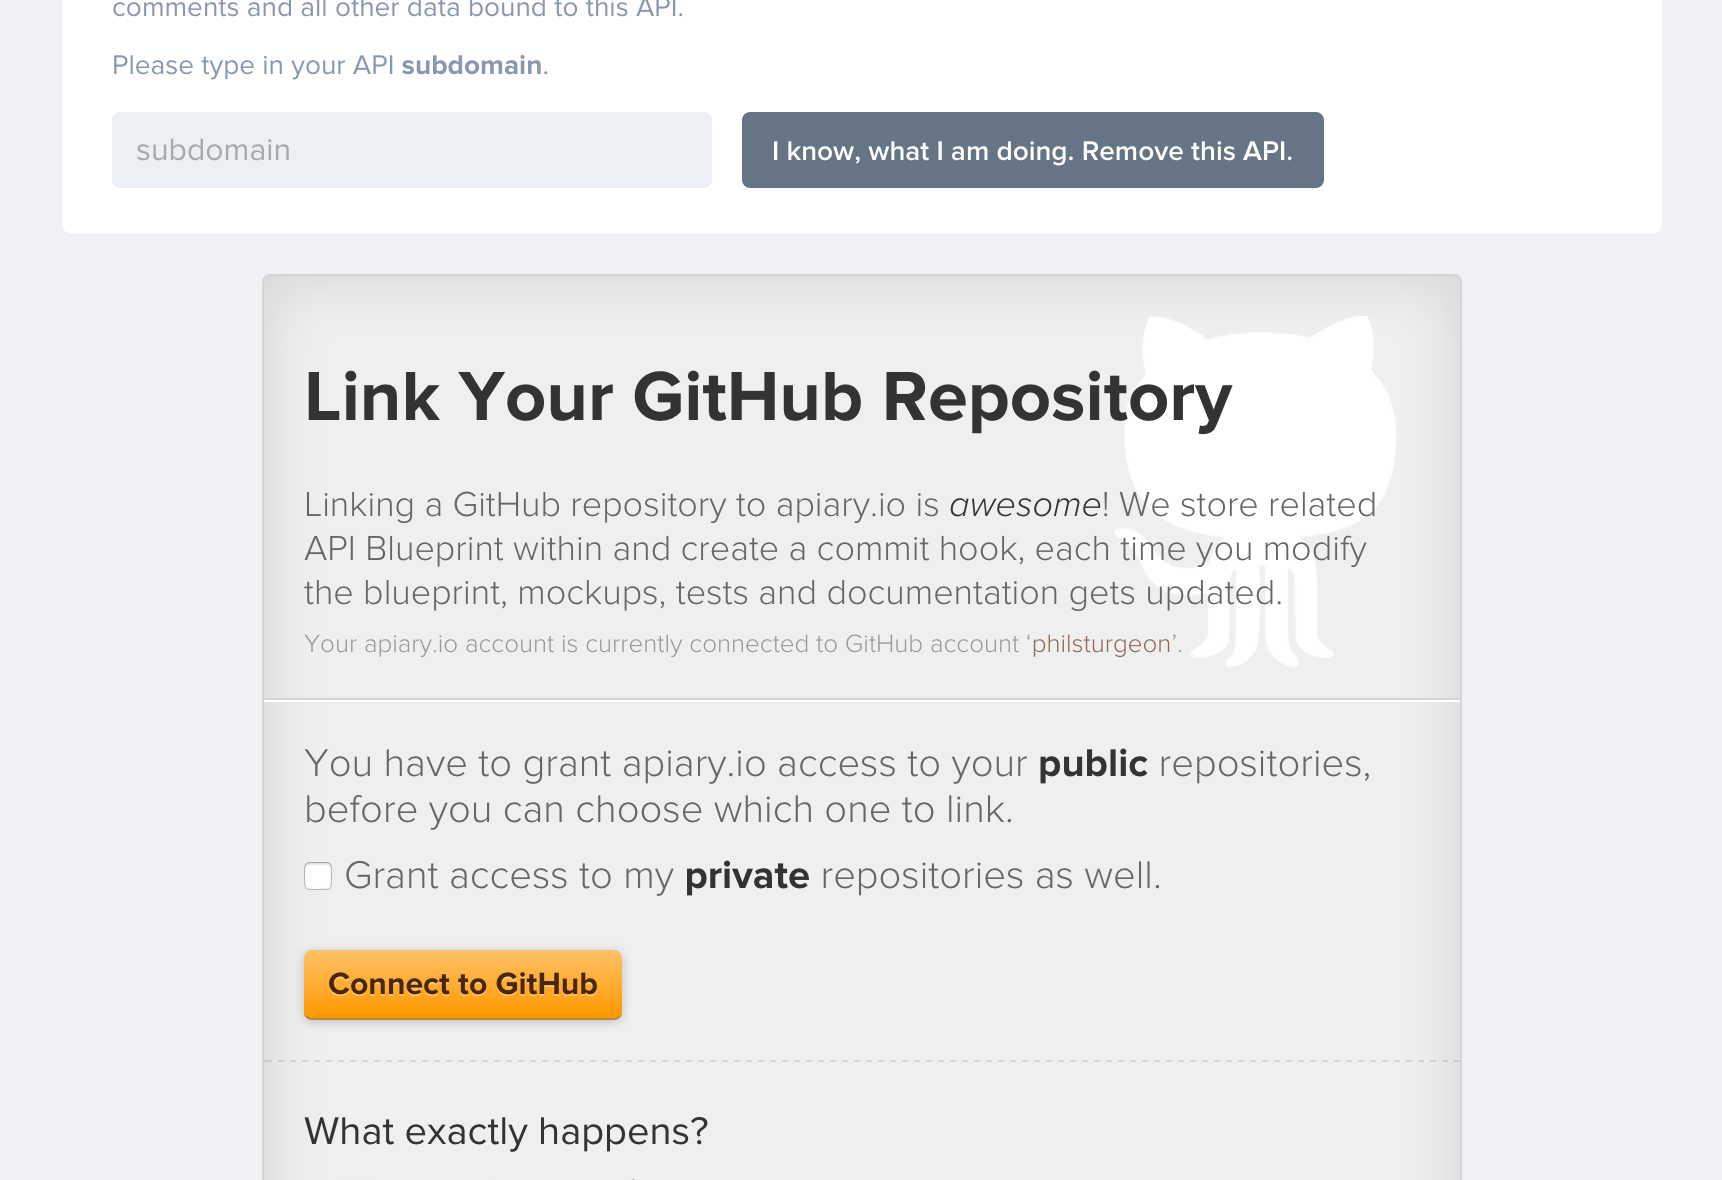 comments and all other data bound to this API.
Please type in your API subdomain.
subdomain
I know, what I am doing. Remove this API.
Link Your GitHub Repository
Linking a GitHub repository to apiary.io is awesome! We store related
API Blueprint within and create a commit hook, each time you modify
the blueprint, mockups, tests and documentation gets updated.
Your apiary.io account is currently connected to GitHub account ‘philsturgeon’.
You have to grant apiary.io access to your public repositories,
before you can choose which one to link.
Grant access to my private repositories as well.
Connect to GitHub
What exactly happens?